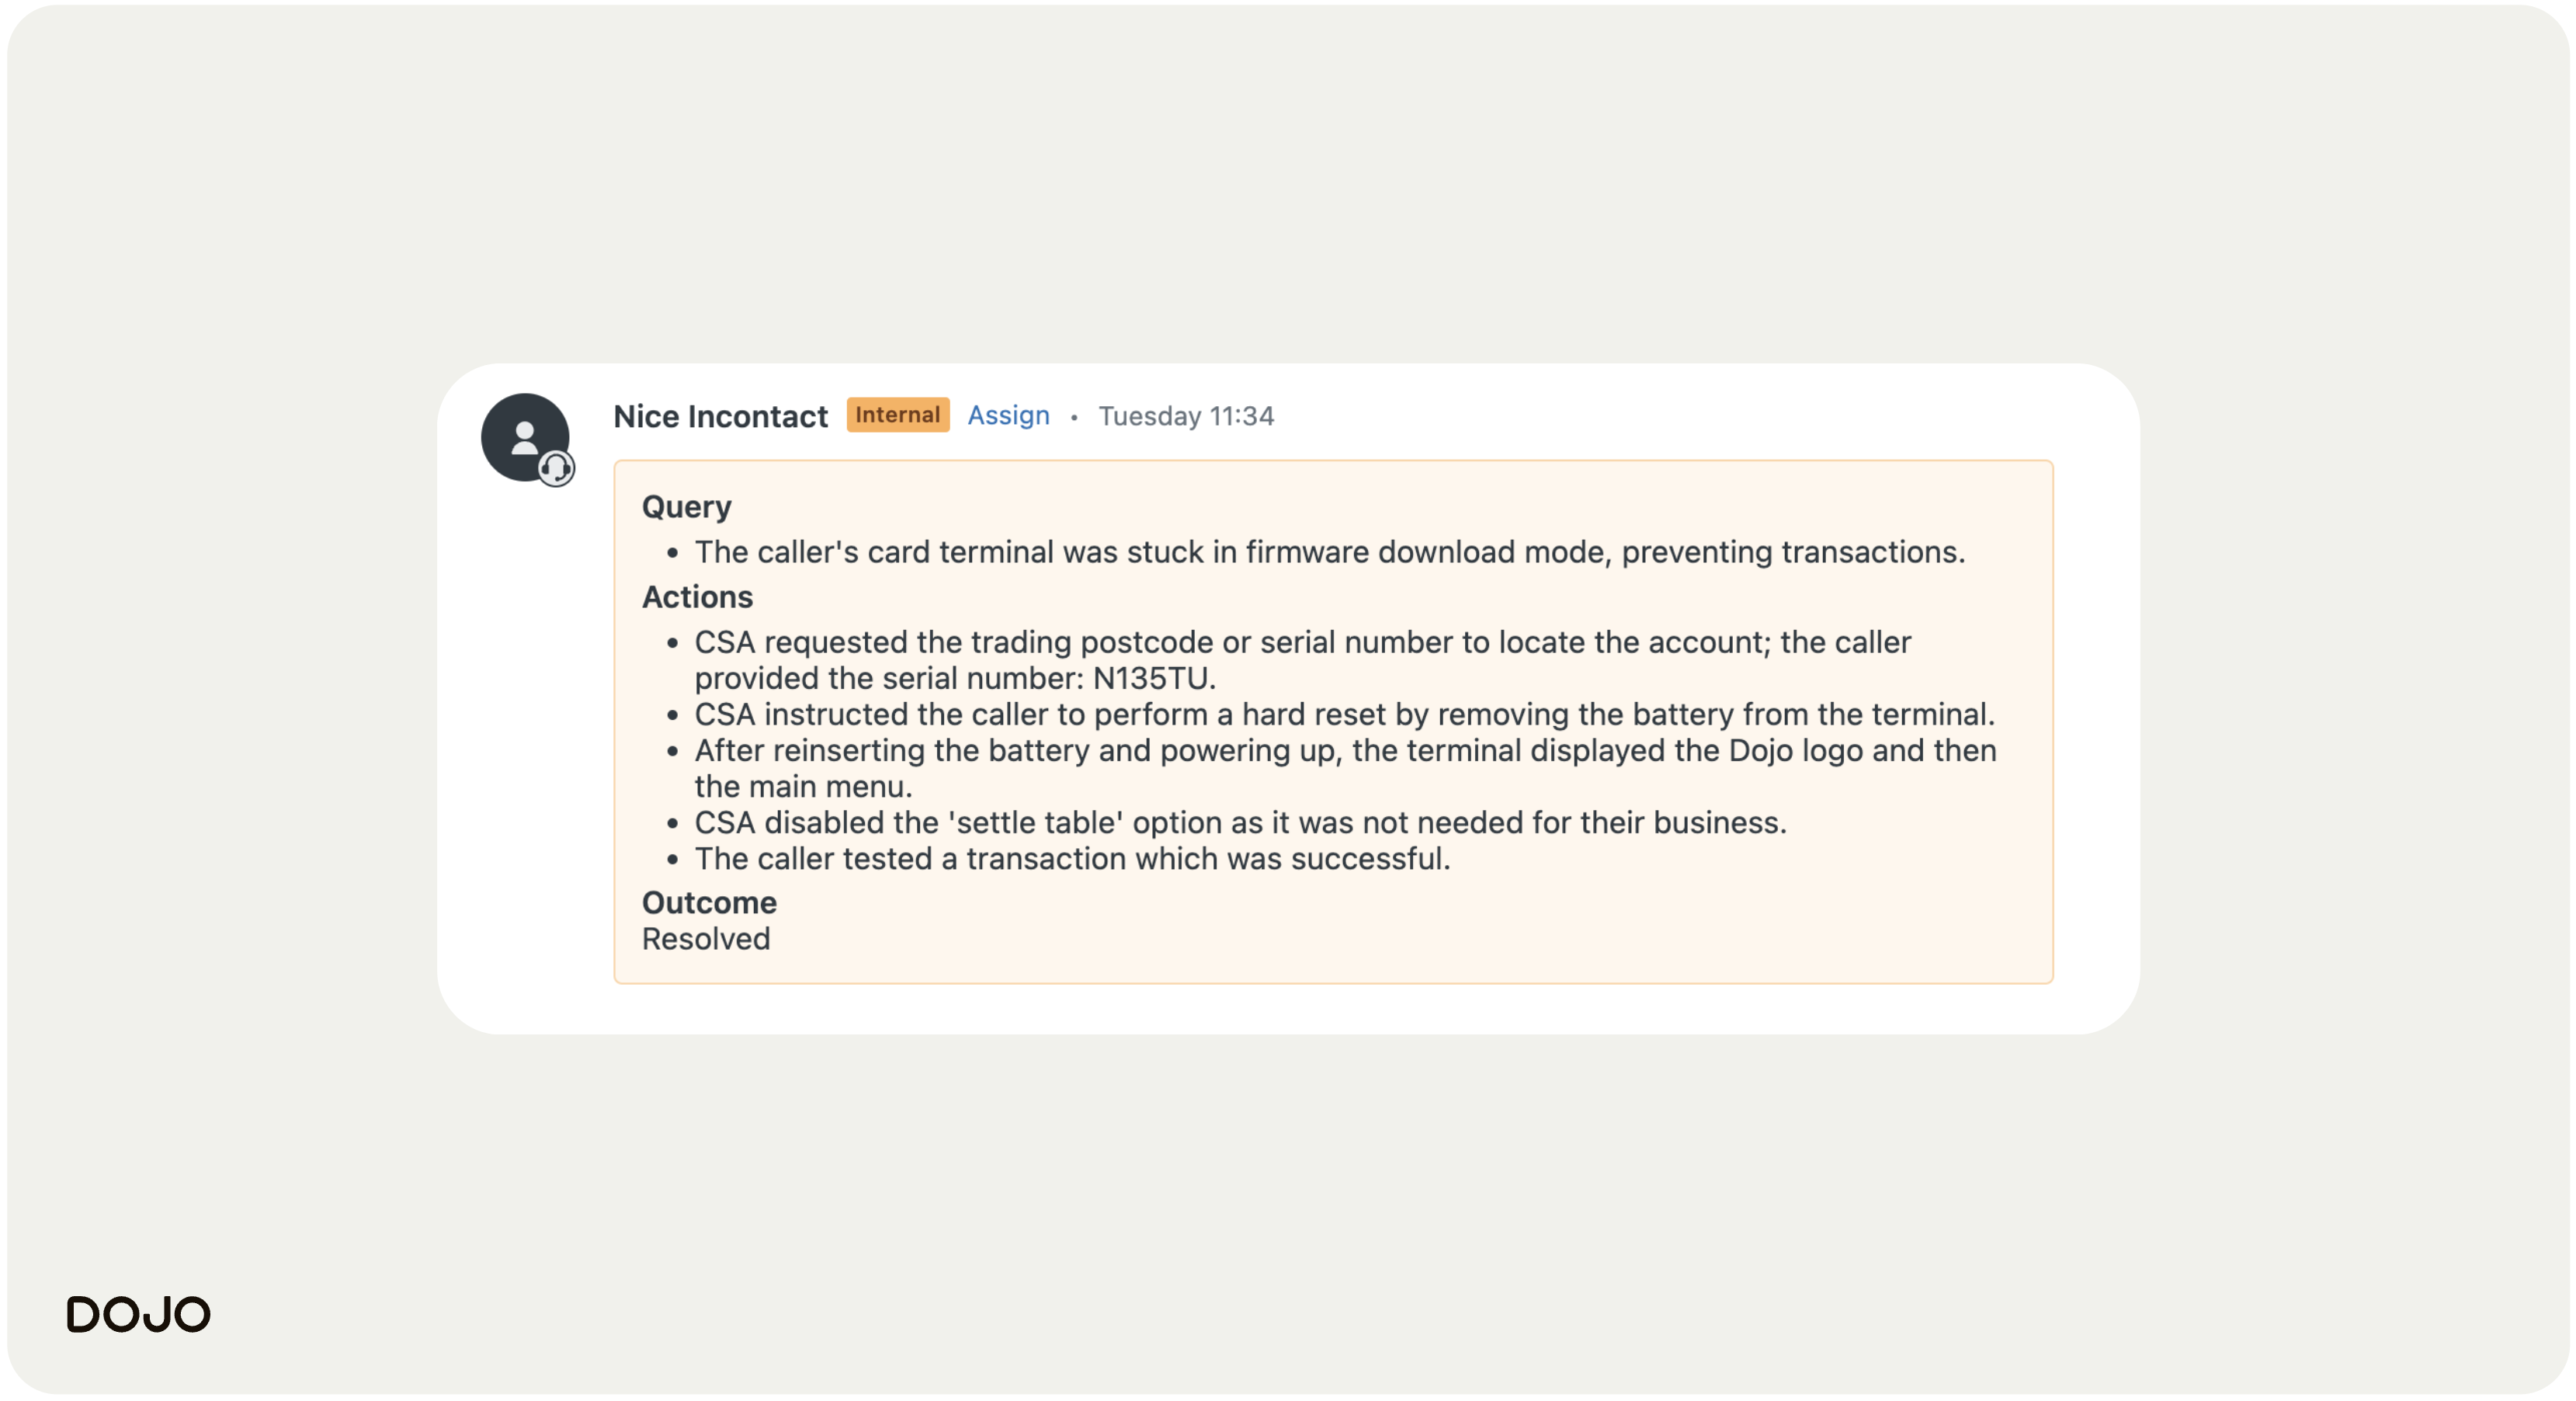 Nice Incontact Internal Assign • Tuesday 11:34
Query
• The caller's card terminal was stuck in firmware download mode, preventing transactions.
Actions
• CSA requested the trading postcode or serial number to locate the account; the caller
provided the serial number: N135TU.
• CSA instructed the caller to perform a hard reset by removing the battery from the terminal.
• After reinserting the battery and powering up, the terminal displayed the Dojo logo and then
the main menu.
• CSA disabled the 'settle table' option as it was not needed for their business.
• The caller tested a transaction which was successful.
Outcome
Resolved
DOJO